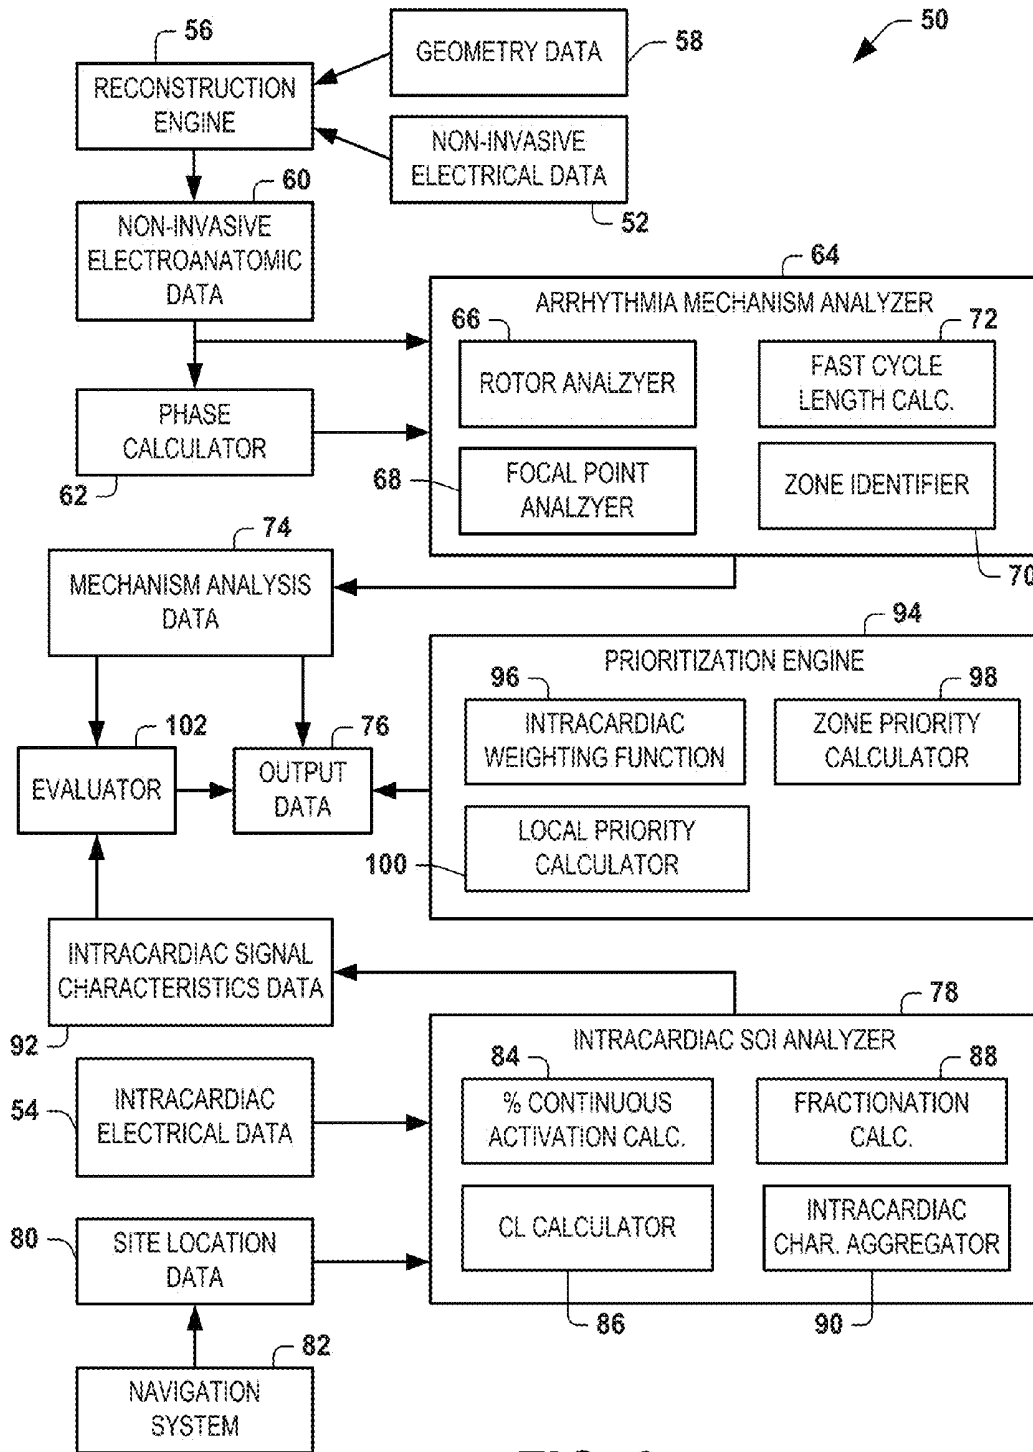 50
56
RECONSTRUCTION
ENGINE
GEOMETRY DATA
58
NON-INVASIVE
ELECTRICAL DATA
52
60
NON-INVASIVE
ELECTROANATOMIC
DATA
64
ARRHYTHMIA MECHANISM ANALYZER
66
ROTOR ANALZYER
72
FAST CYCLE
LENGTH CALC.
PHASE
CALCULATOR
62
68
FOCAL POINT
ANALZYER
ZONE IDENTIFIER
70
74
MECHANISM ANALYSIS
DATA
94
PRIORITIZATION ENGINE
96
INTRACARDIAC
WEIGHTING FUNCTION
98
ZONE PRIORITY
CALCULATOR
102
EVALUATOR
76
OUTPUT
DATA
LOCAL PRIORITY
CALCULATOR
100
INTRACARDIAC SIGNAL
CHARACTERISTICS DATA
92
78
INTRACARDIAC SOI ANALYZER
84
% CONTINUOUS
ACTIVATION CALC.
88
FRACTIONATION
CALC.
54
INTRACARDIAC
ELECTRICAL DATA
CL CALCULATOR
86
INTRACARDIAC
CHAR. AGGREGATOR
90
80
SITE LOCATION
DATA
82
NAVIGATION
SYSTEM